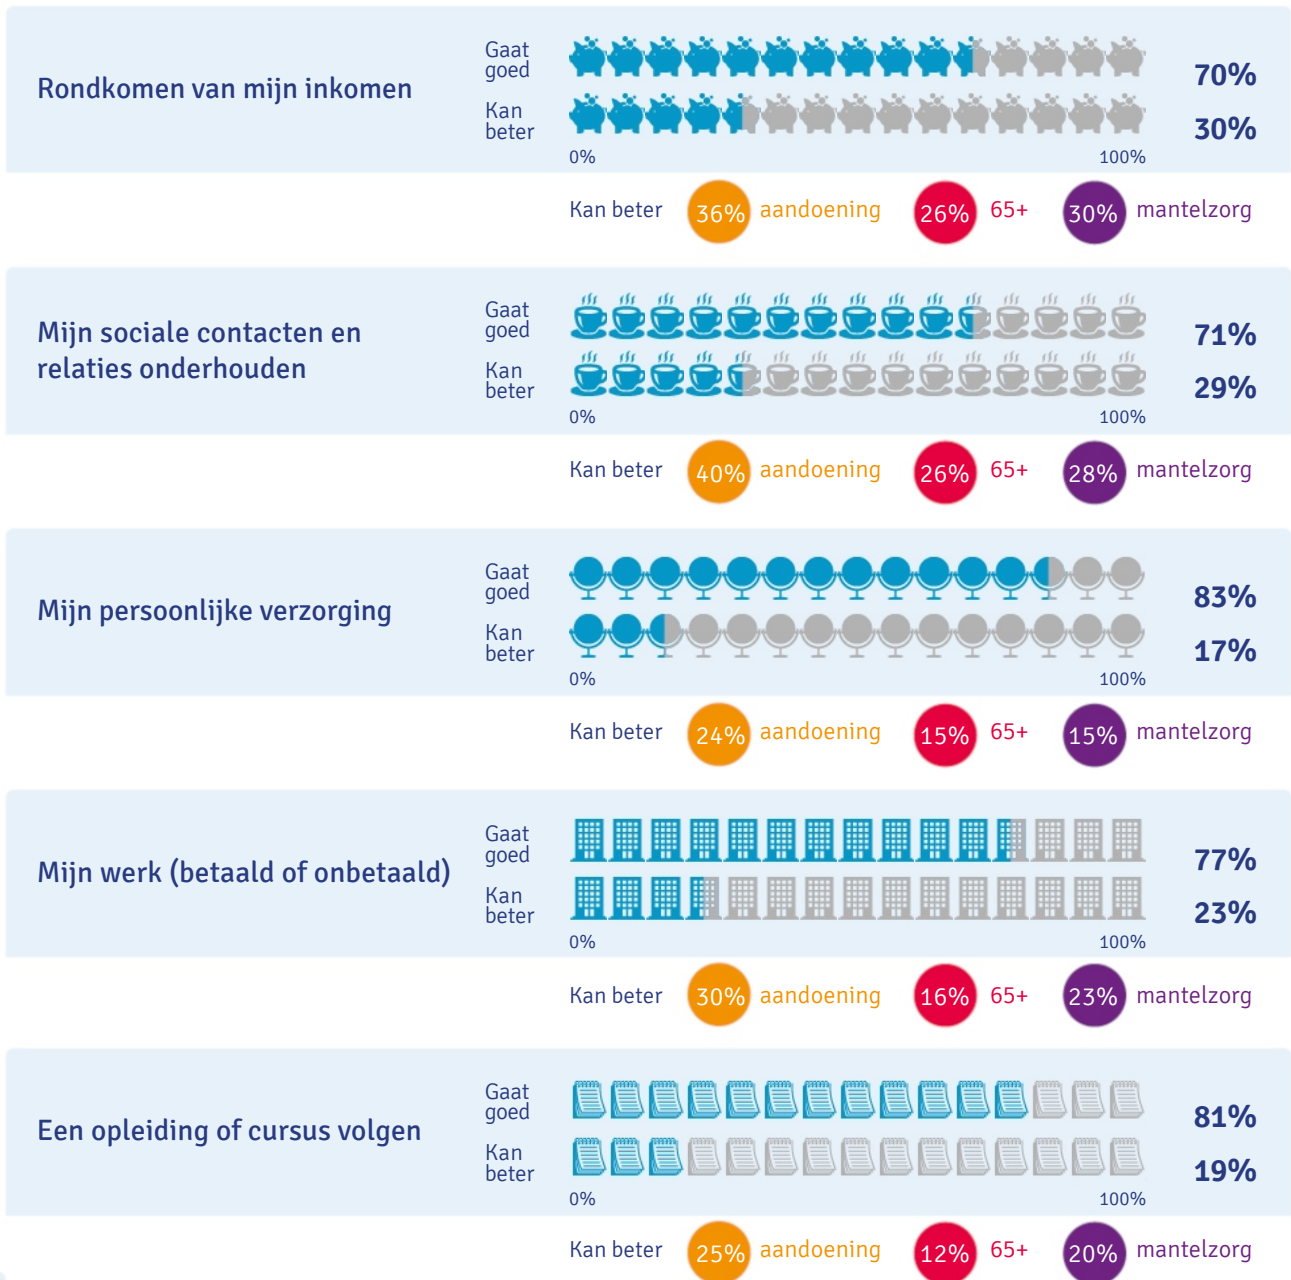 Rondkomen van mijn inkomen
Gaat
goed
70%
Kan
beter
30%
0% 100%
Kan beter 36% aandoening 26% 65+ 30% mantelzorg
Mijn sociale contacten en
relaties onderhouden
Gaat
goed
71%
Kan
beter
29%
0% 100%
Kan beter 40% aandoening 26% 65+ 28% mantelzorg
Mijn persoonlijke verzorging
Gaat
goed
83%
Kan
beter
17%
0% 100%
Kan beter 24% aandoening 15% 65+ 15% mantelzorg
Mijn werk (betaald of onbetaald)
Gaat
goed
77%
Kan
beter
23%
0% 100%
Kan beter 30% aandoening 16% 65+ 23% mantelzorg
Een opleiding of cursus volgen
Gaat
goed
81%
Kan
beter
19%
0% 100%
Kan beter 25% aandoening 12% 65+ 20% mantelzorg